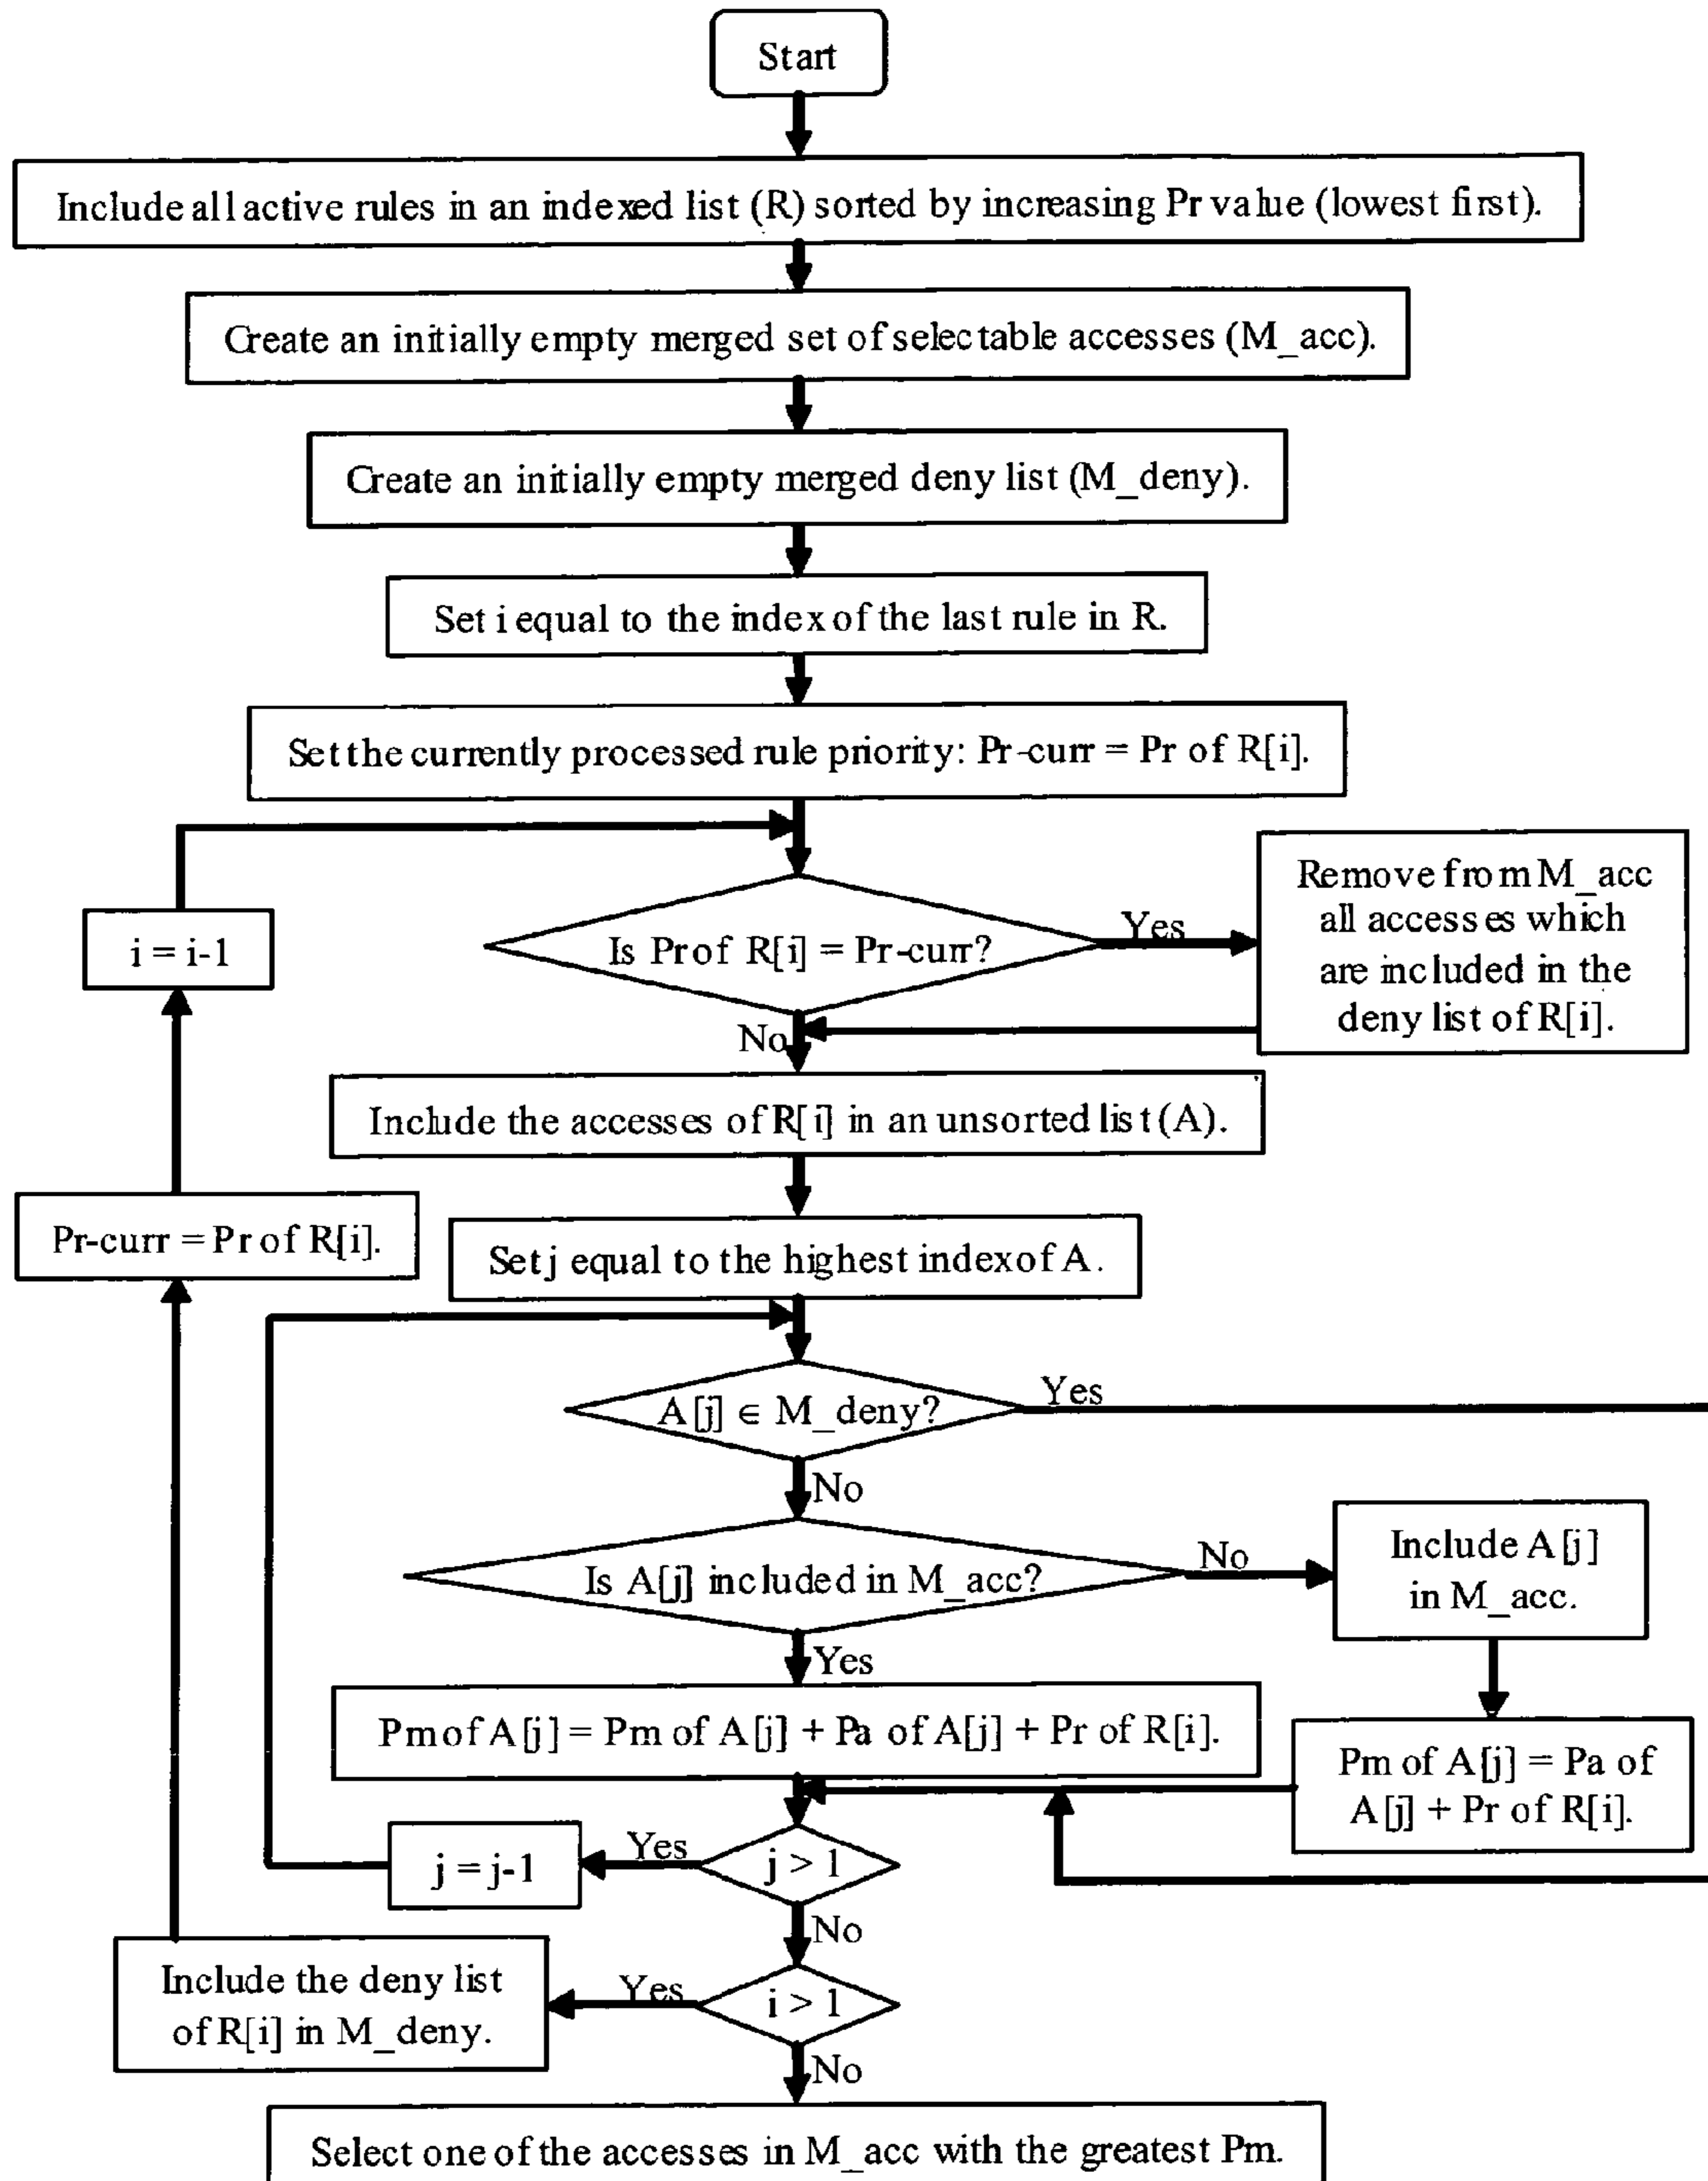 Start
Include all active rules in an indexed list (R) sorted by increasing Pr value (lowest first).
Create an initially empty merged set of selectable accesses (M_acc).
Create an initially empty merged deny list (M_deny).
Set i equal to the index of the last rule in R.
Set the currently processed rule priority: Pr-curr = Pr of R[i].
Remove from M_acc
all accesses which
are included in the
deny list of R[i].
i = i-1
Is Pr of R[i] = Pr-curr?
Yes
No
Include the accesses of R[i] in an unsorted list (A).
Pr-curr = Pr of R[i].
Set j equal to the highest index of A.
A[j] ∈ M_deny?
Yes
No
Is A[j] included in M_acc?
No
Include A[j]
in M_acc.
Yes
Pm of A[j] = Pm of A[j] + Pa of A[j] + Pr of R[i].
Pm of A[j] = Pa of
A[j] + Pr of R[i].
j = j-1
Yes
j > 1
No
Include the deny list
of R[i] in M_deny.
Yes
i > 1
No
Select one of the accesses in M_acc with the greatest Pm.